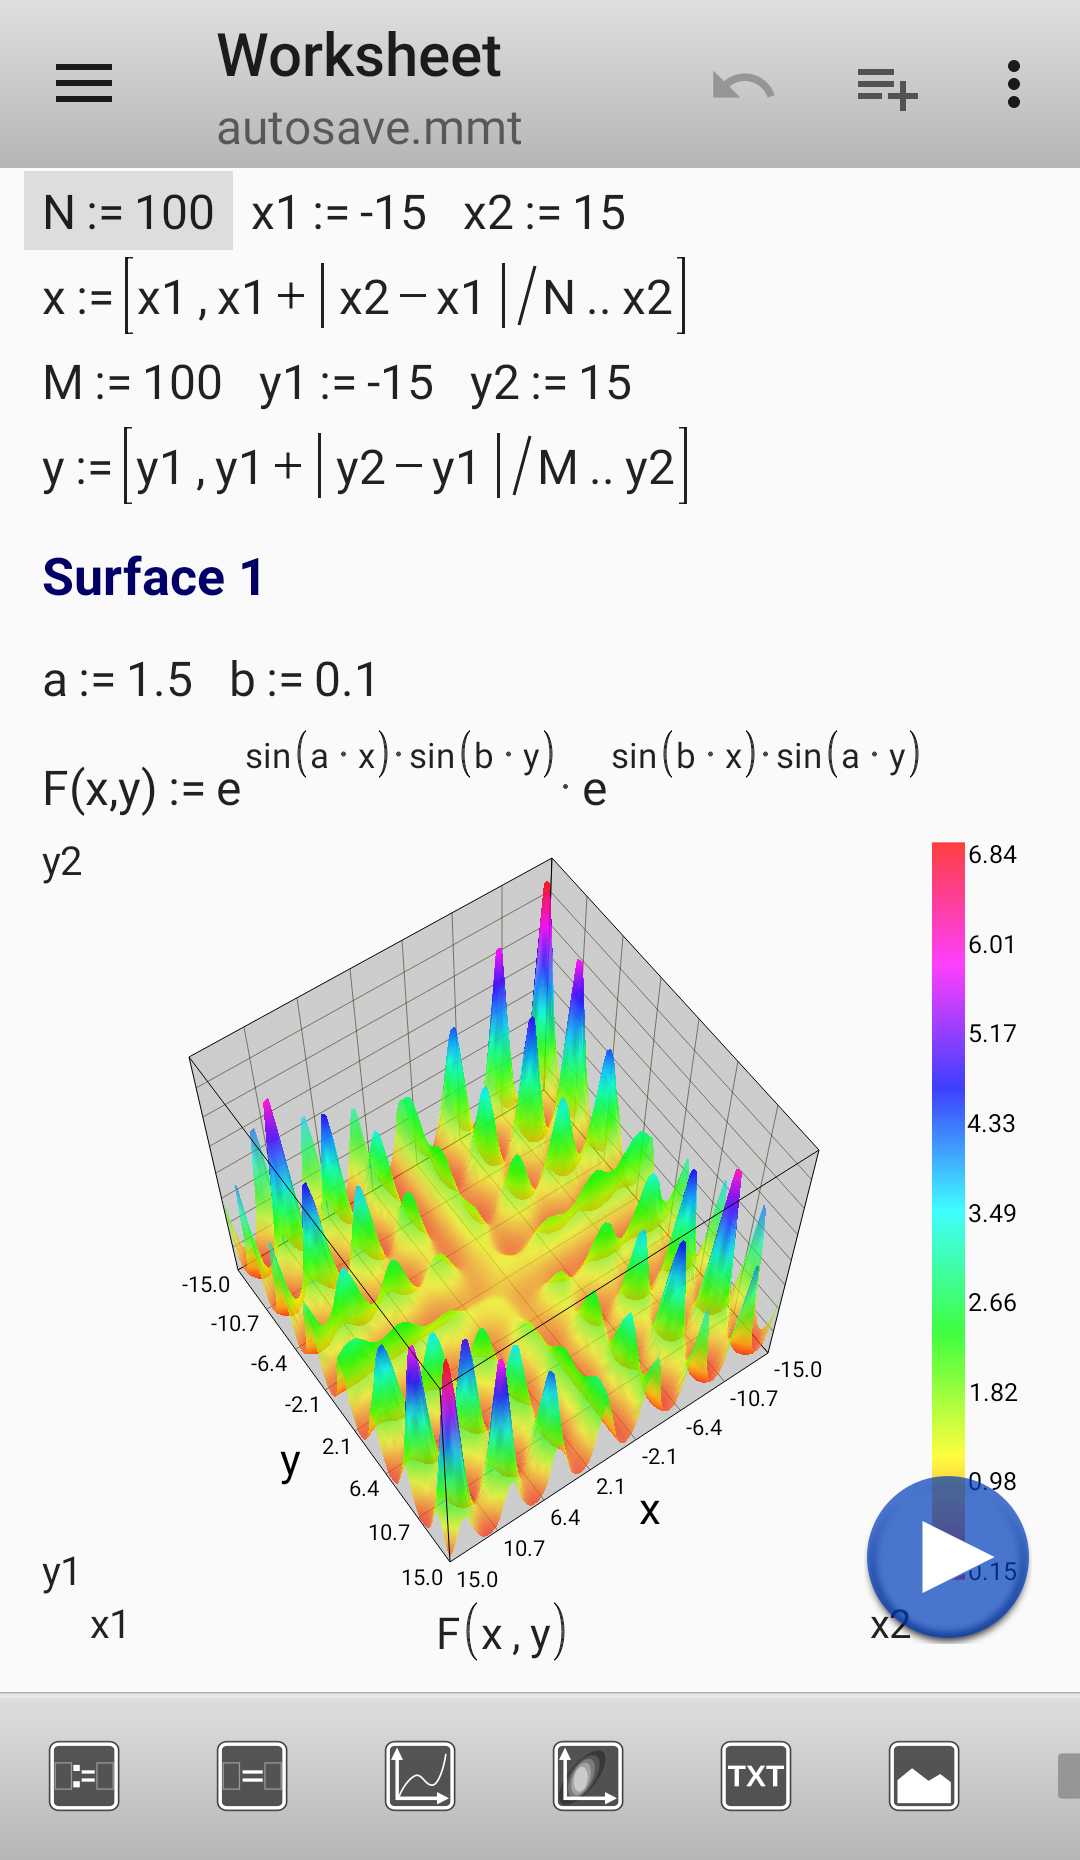 Worksheet
autosave.mmt
N := 100 x1 := -15 x2 := 15
x := [x1 , x1 + | x2 − x1 | / N .. x2]
M := 100 y1 := -15 y2 := 15
y := [y1 , y1 + | y2 − y1 | / M .. y2]
Surface 1
a := 1.5 b := 0.1
F(x,y) := e^sin(a · x) · sin(b · y) · e^sin(b · x) · sin(a · y)
y2
6.84
6.01
5.17
4.33
3.49
2.66
1.82
0.98
0.15
-15.0
-10.7
-6.4
-2.1
2.1
6.4
10.7
15.0
y
15.0
10.7
6.4
2.1
-2.1
-6.4
-10.7
-15.0
x
y1
x1
F(x , y)
x2
:=
=
TXT